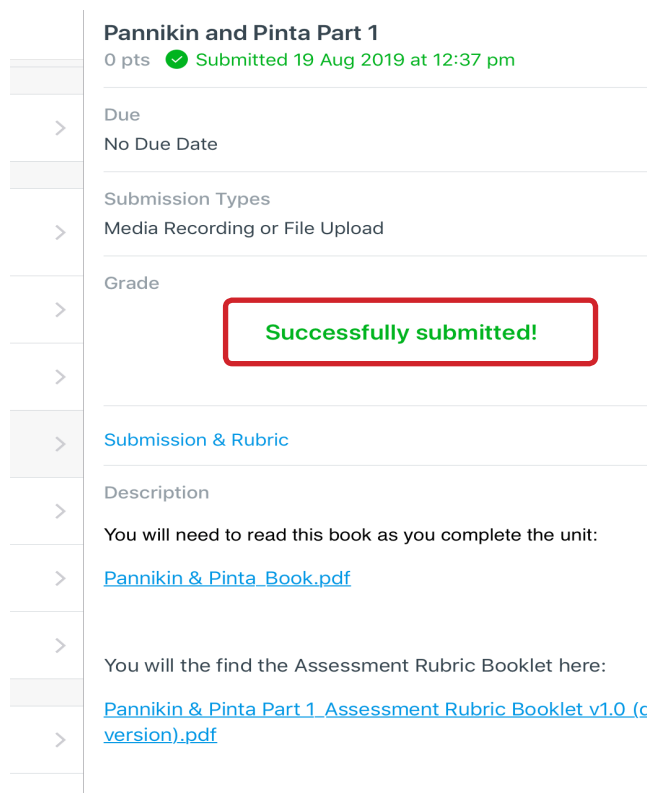 Pannikin and Pinta Part 1
0 pts Submitted 19 Aug 2019 at 12:37 pm
Due
No Due Date
Submission Types
Media Recording or File Upload
Grade
Successfully submitted!
Submission & Rubric
Description
You will need to read this book as you complete the unit:
Pannikin & Pinta_Book.pdf
You will the find the Assessment Rubric Booklet here:
Pannikin & Pinta Part 1_Assessment Rubric Booklet v1.0 (
version).pdf